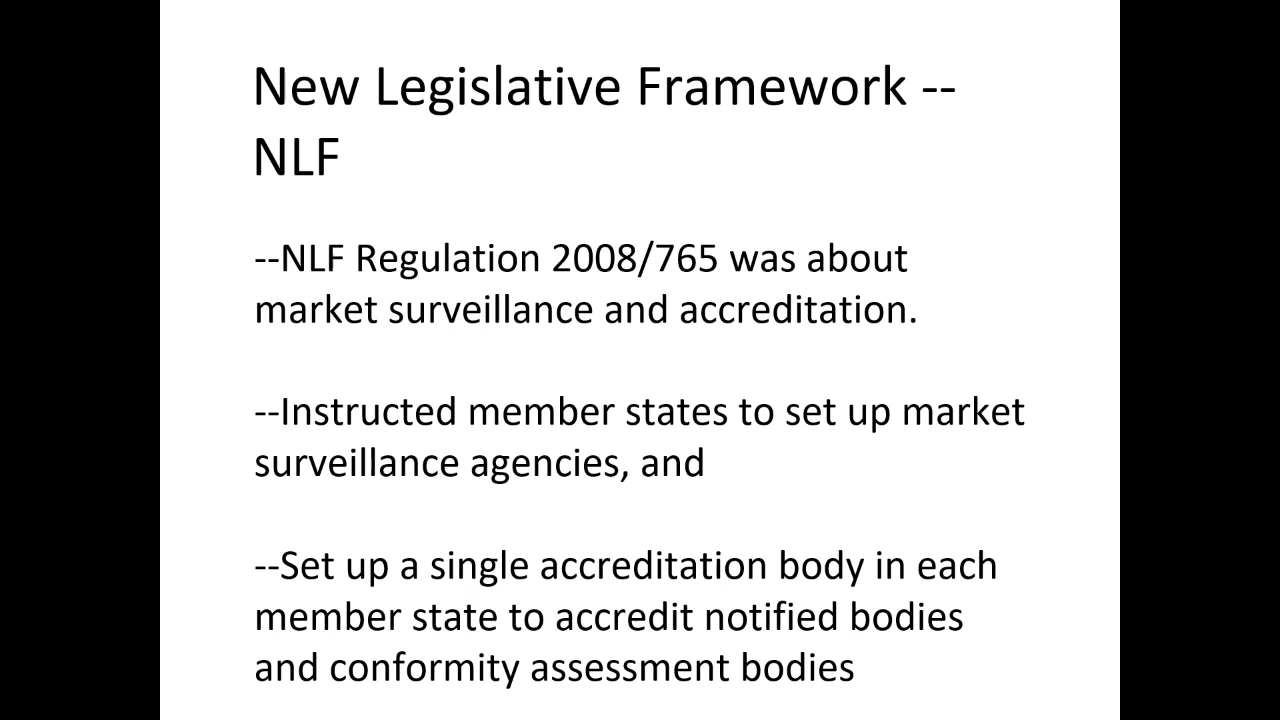 New Legislative Framework --
NLF
--NLF Regulation 2008/765 was about
market surveillance and accreditation.
--Instructed member states to set up market
surveillance agencies, and
--Set up a single accreditation body in each
member state to accredit notified bodies
and conformity assessment bodies